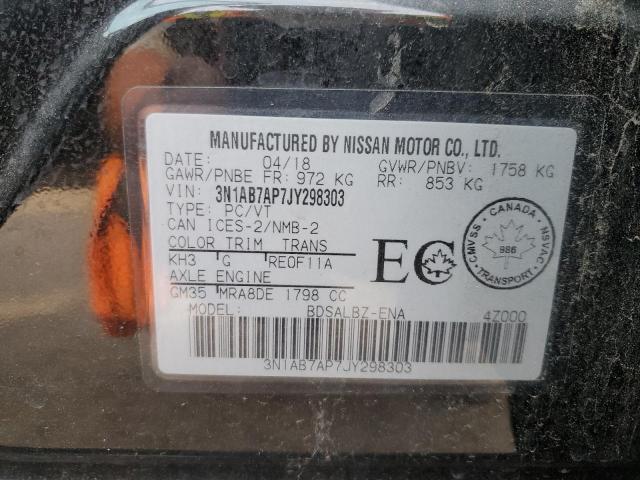 MANUFACTURED BY NISSAN MOTOR CO., LTD.
DATE: 04/18 GVWR/PNBV: 1758 KG
GAWR/PNBE FR: 972 KG RR: 853 KG
VIN: 3N1AB7AP7JY298303
TYPE: PC/VT
CAN ICES-2/NMB-2
COLOR TRIM TRANS
KH3 G RE0F11A
AXLE ENGINE
GM35 MRA8DE 1798 CC
MODEL: BDSALBZ-ENA 4Z000
3N1AB7AP7JY298303
EC
CANADA
CMVSS
NSVAC
986
TRANSPORT